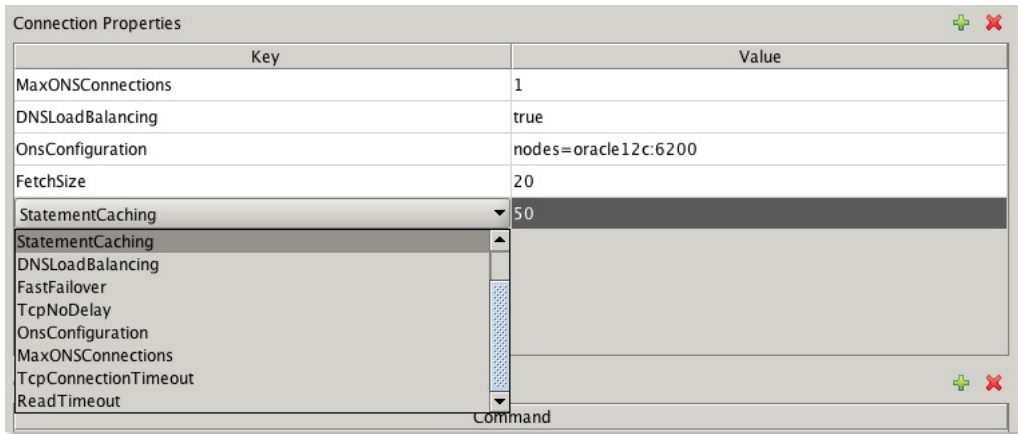 Connection Properties
Key Value
MaxONSConnections 1
DNSLoadBalancing true
OnsConfiguration nodes=oracle12c:6200
FetchSize 20
StatementCaching 50
StatementCaching
DNSLoadBalancing
FastFailover
TcpNoDelay
OnsConfiguration
MaxONSConnections
TcpConnectionTimeout
ReadTimeout
Command